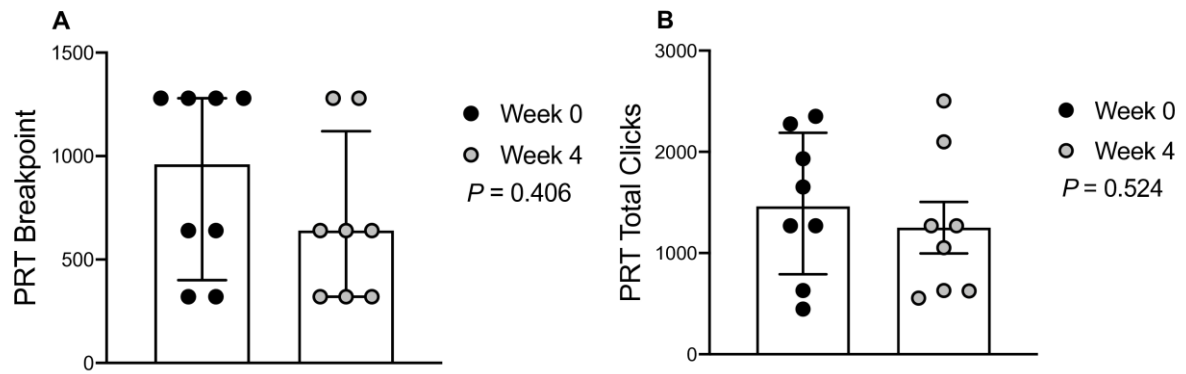 A
PRT Breakpoint
1500
1000
500
0
Week 0
Week 4
P = 0.406
B
PRT Total Clicks
3000
2000
1000
0
Week 0
Week 4
P = 0.524